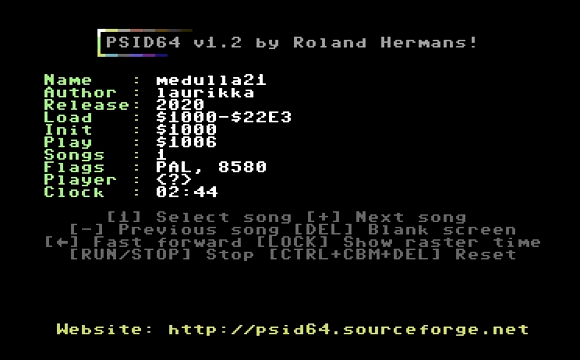 PSID64 v1.2 by Roland Hermans!
Name   : medulla2i
Author : laurikka
Release: 2020
Load   : $1000-$22E3
Init   : $1000
Play   : $1006
Songs  : 1
Flags  : PAL, 8580
Player : <?>
Clock  : 02:44
[1] Select song [+] Next song
[-] Previous song [DEL] Blank screen
[←] Fast forward [LOCK] Show raster time
[RUN/STOP] Stop [CTRL+CBM+DEL] Reset
Website: http://psid64.sourceforge.net